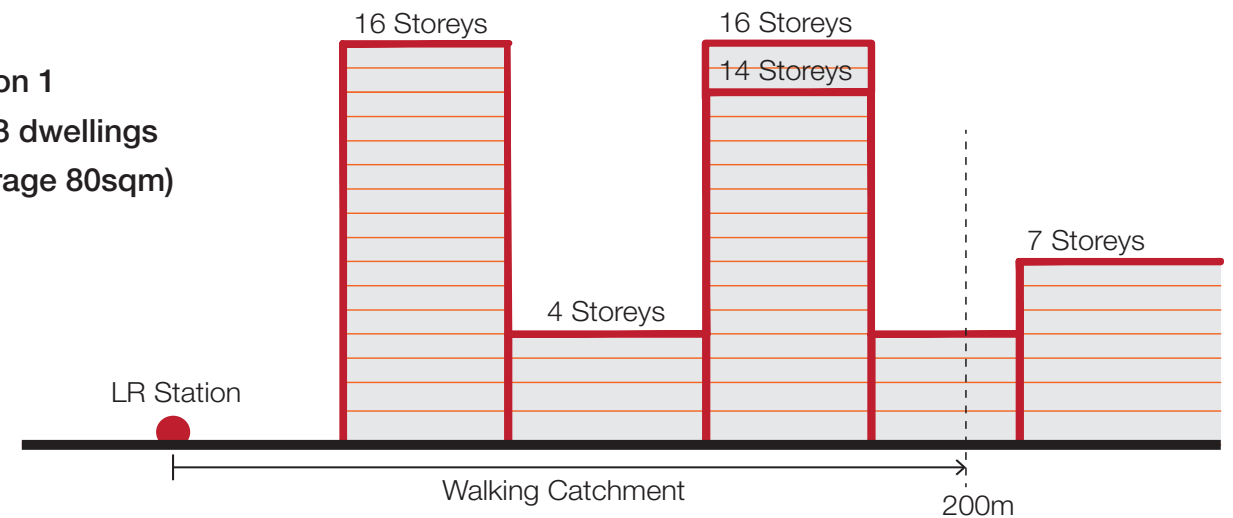 16 Storeys
16 Storeys
on 1
14 Storeys
3 dwellings
rage 80sqm)
7 Storeys
4 Storeys
LR Station
Walking Catchment
200m